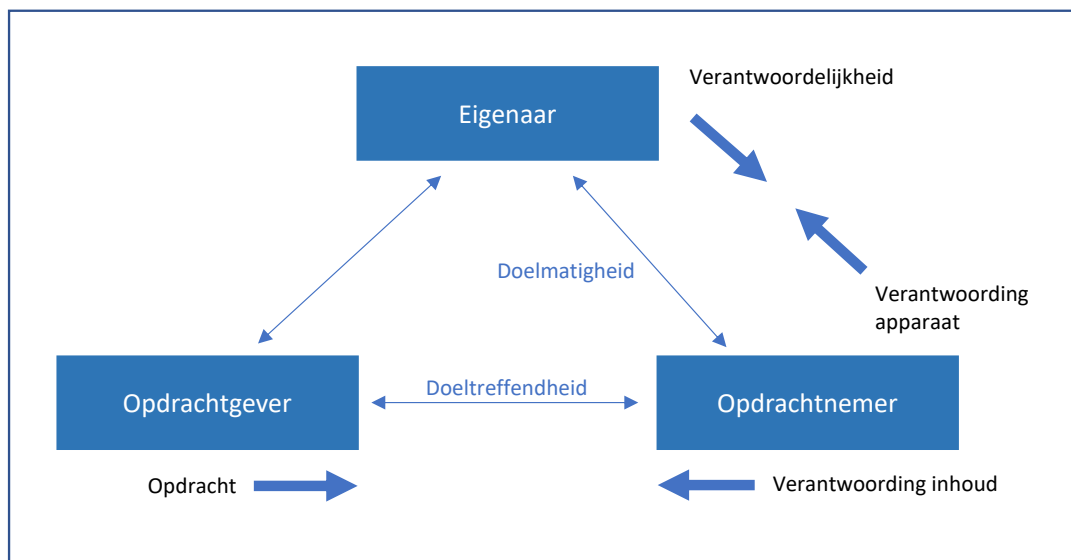 Verantwoordelijkheid
Eigenaar
Doelmatigheid
Verantwoording
apparaat
Opdrachtgever
Doeltreffendheid
Opdrachtnemer
Opdracht
Verantwoording inhoud